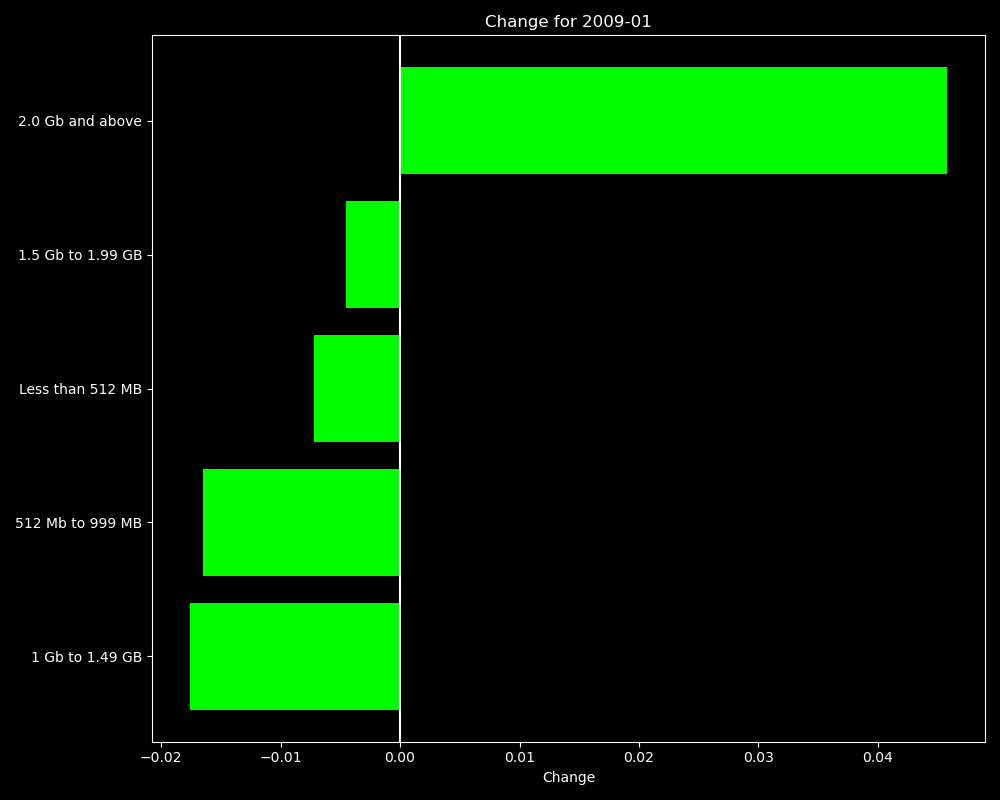 Change for 2009-01
2.0 Gb and above
1.5 Gb to 1.99 GB
Less than 512 MB
512 Mb to 999 MB
1 Gb to 1.49 GB
−0.02 −0.01 0.00 0.01 0.02 0.03 0.04
Change